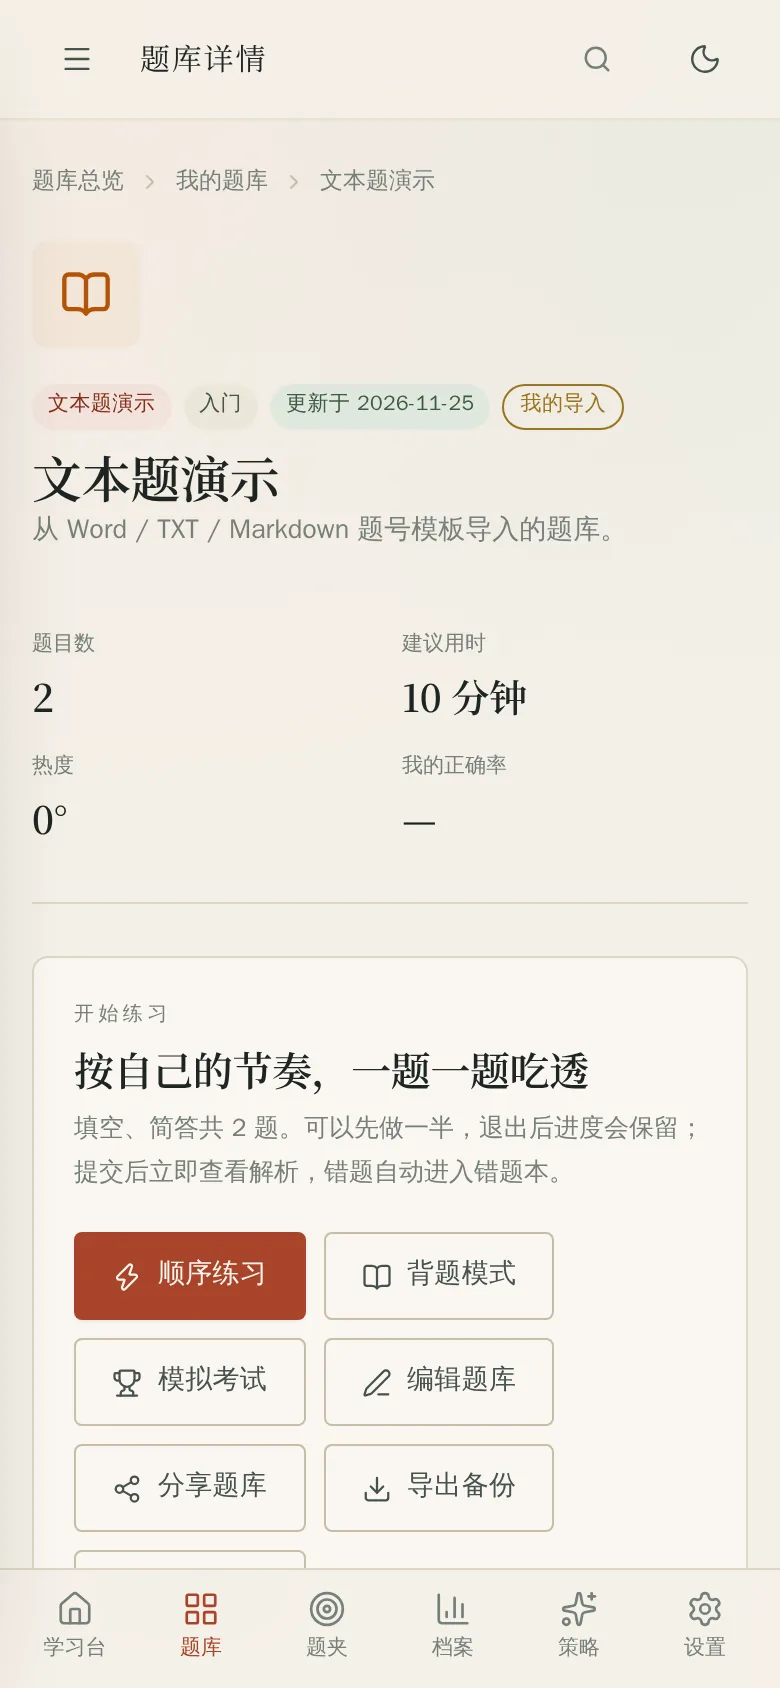 题库详情
题库总览 > 我的题库 > 文本题演示
文本题演示 入门 更新于 2026-11-25 我的导入
文本题演示
从 Word / TXT / Markdown 题号模板导入的题库。
题目数 建议用时
2 10 分钟
热度 我的正确率
0° —
开始练习
按自己的节奏，一题一题吃透
填空、简答共 2 题。可以先做一半，退出后进度会保留；
提交后立即查看解析，错题自动进入错题本。
顺序练习 背题模式
模拟考试 编辑题库
分享题库 导出备份
学习台 题库 题夹 档案 策略 设置